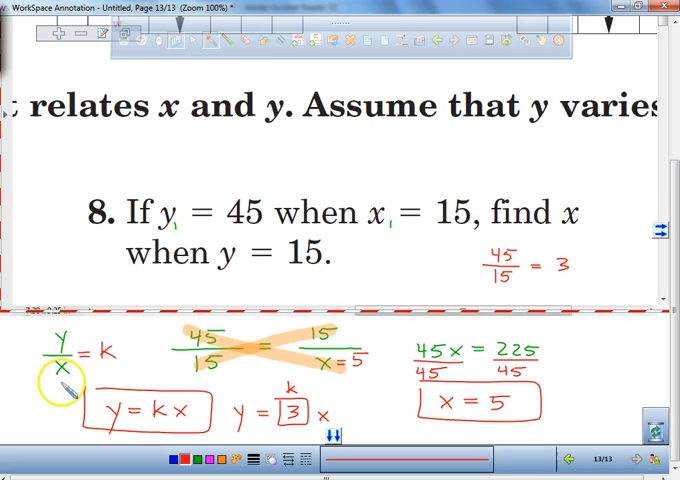 WorkSpace Annotation - Untitled, Page 13/13 (Zoom 100%) *
t relates x and y. Assume that y varies
8. If y₁ = 45 when x₁ = 15, find x
when y = 15.
45/15 = 3
y/x = k
45/15 = 15/x = 5
45x = 225
45 45
y = kx
k
y = 3 x
x = 5
13/13